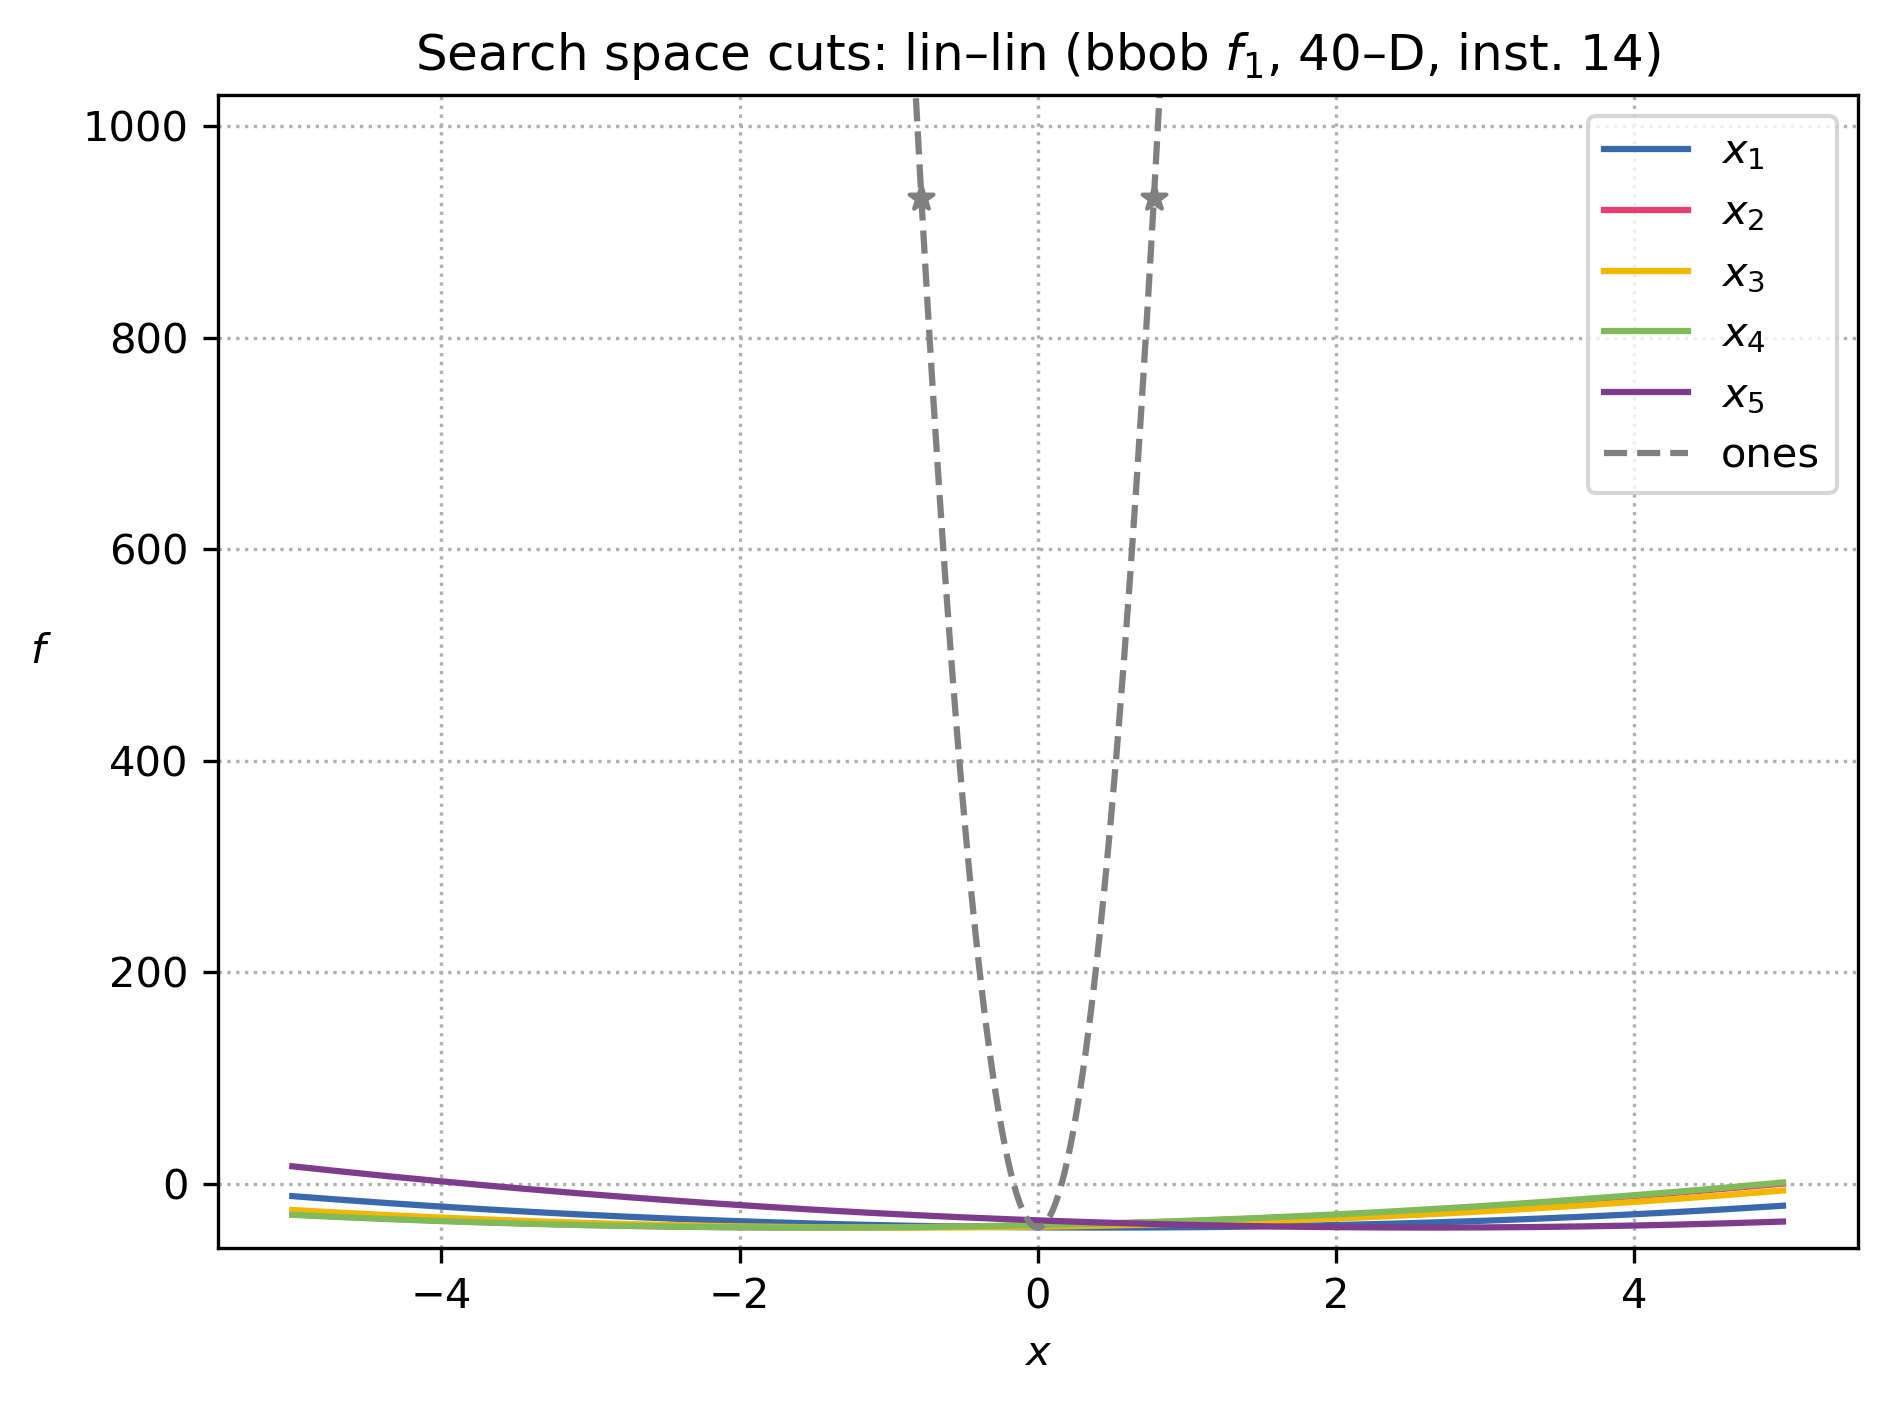 Search space cuts: lin–lin (bbob f₁, 40–D, inst. 14)
1000
800
600
400
200
0
f
−4
−2
0
2
4
x
x₁
x₂
x₃
x₄
x₅
ones